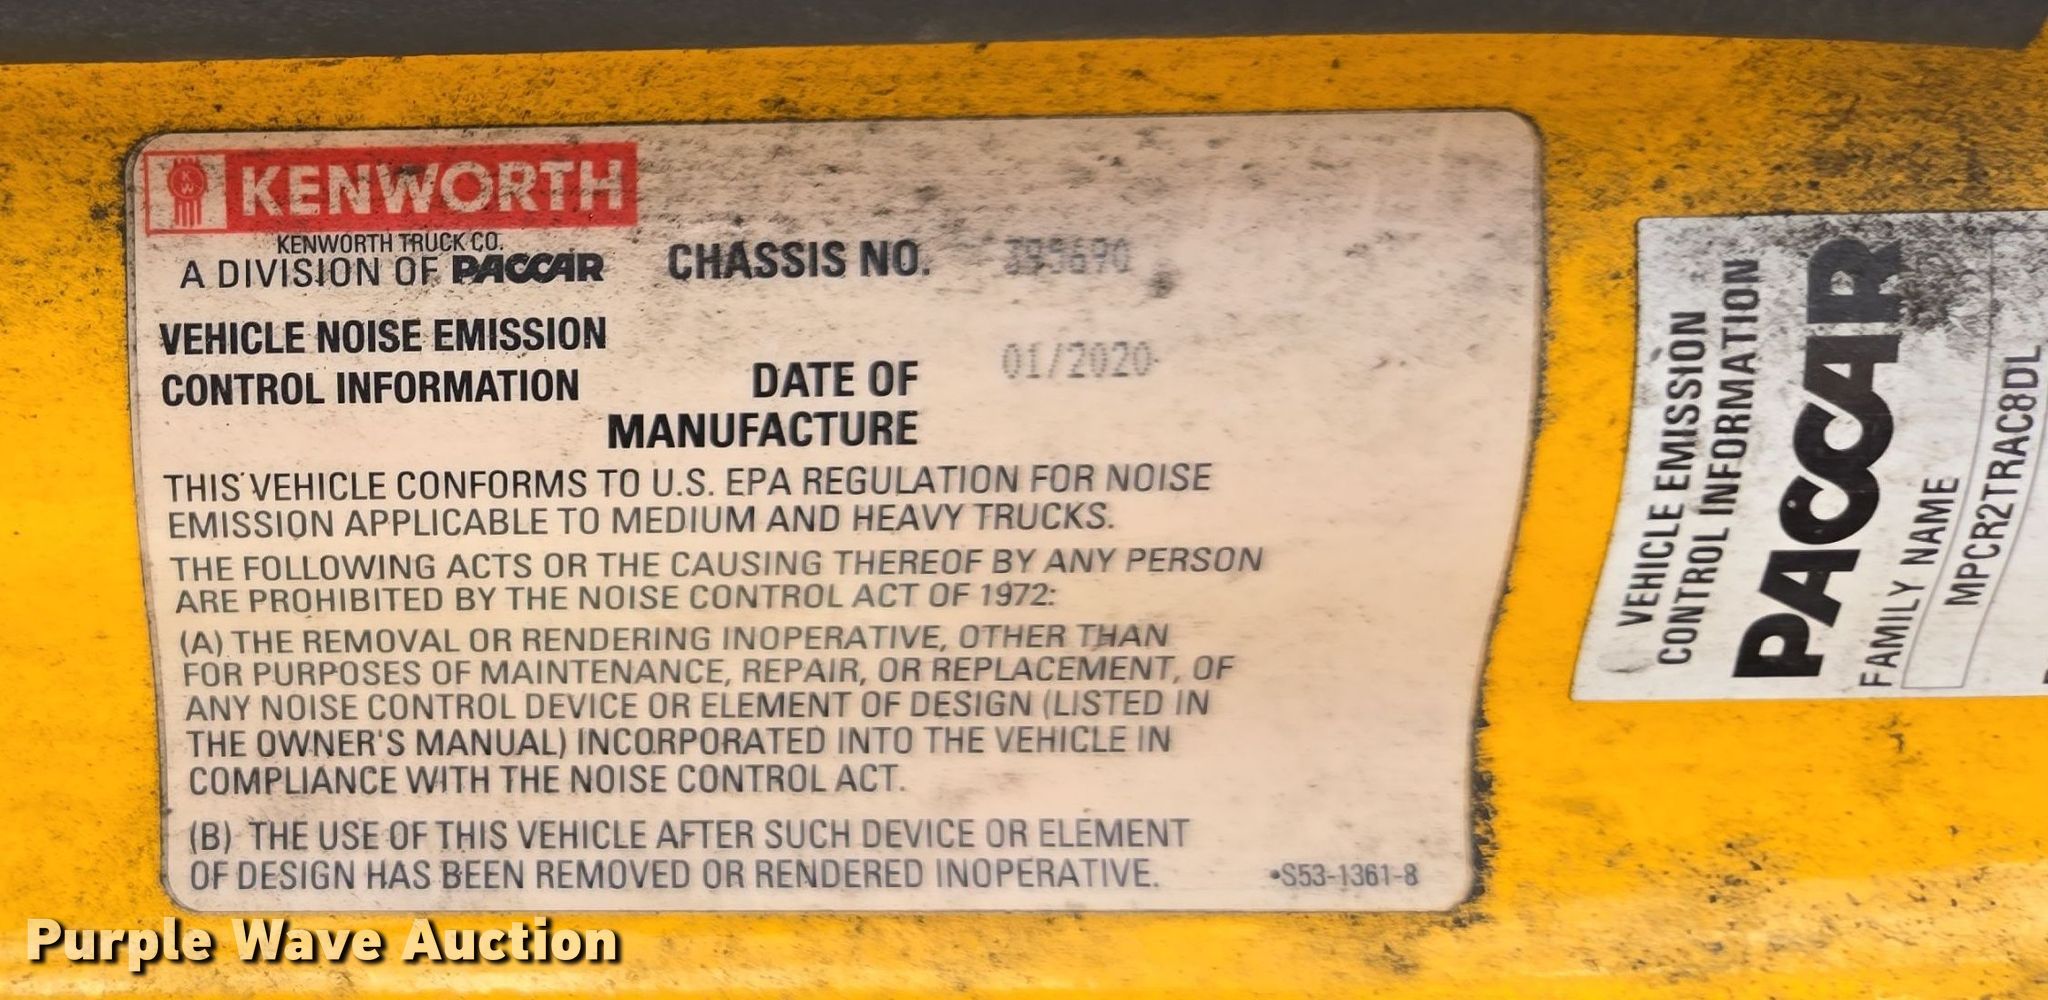 KENWORTH
KENWORTH TRUCK CO.
A DIVISION OF PACCAR
CHASSIS NO. 395690
VEHICLE NOISE EMISSION
CONTROL INFORMATION
DATE OF
MANUFACTURE
01/2020
THIS VEHICLE CONFORMS TO U.S. EPA REGULATION FOR NOISE
EMISSION APPLICABLE TO MEDIUM AND HEAVY TRUCKS.
THE FOLLOWING ACTS OR THE CAUSING THEREOF BY ANY PERSON
ARE PROHIBITED BY THE NOISE CONTROL ACT OF 1972:
(A) THE REMOVAL OR RENDERING INOPERATIVE, OTHER THAN
FOR PURPOSES OF MAINTENANCE, REPAIR, OR REPLACEMENT, OF
ANY NOISE CONTROL DEVICE OR ELEMENT OF DESIGN (LISTED IN
THE OWNER'S MANUAL) INCORPORATED INTO THE VEHICLE IN
COMPLIANCE WITH THE NOISE CONTROL ACT.
(B) THE USE OF THIS VEHICLE AFTER SUCH DEVICE OR ELEMENT
OF DESIGN HAS BEEN REMOVED OR RENDERED INOPERATIVE.
•S53-1361-8
VEHICLE EMISSION
CONTROL INFORMATION
PACCAR
FAMILY NAME
MPCR2TRAC8DL
Purple Wave Auction